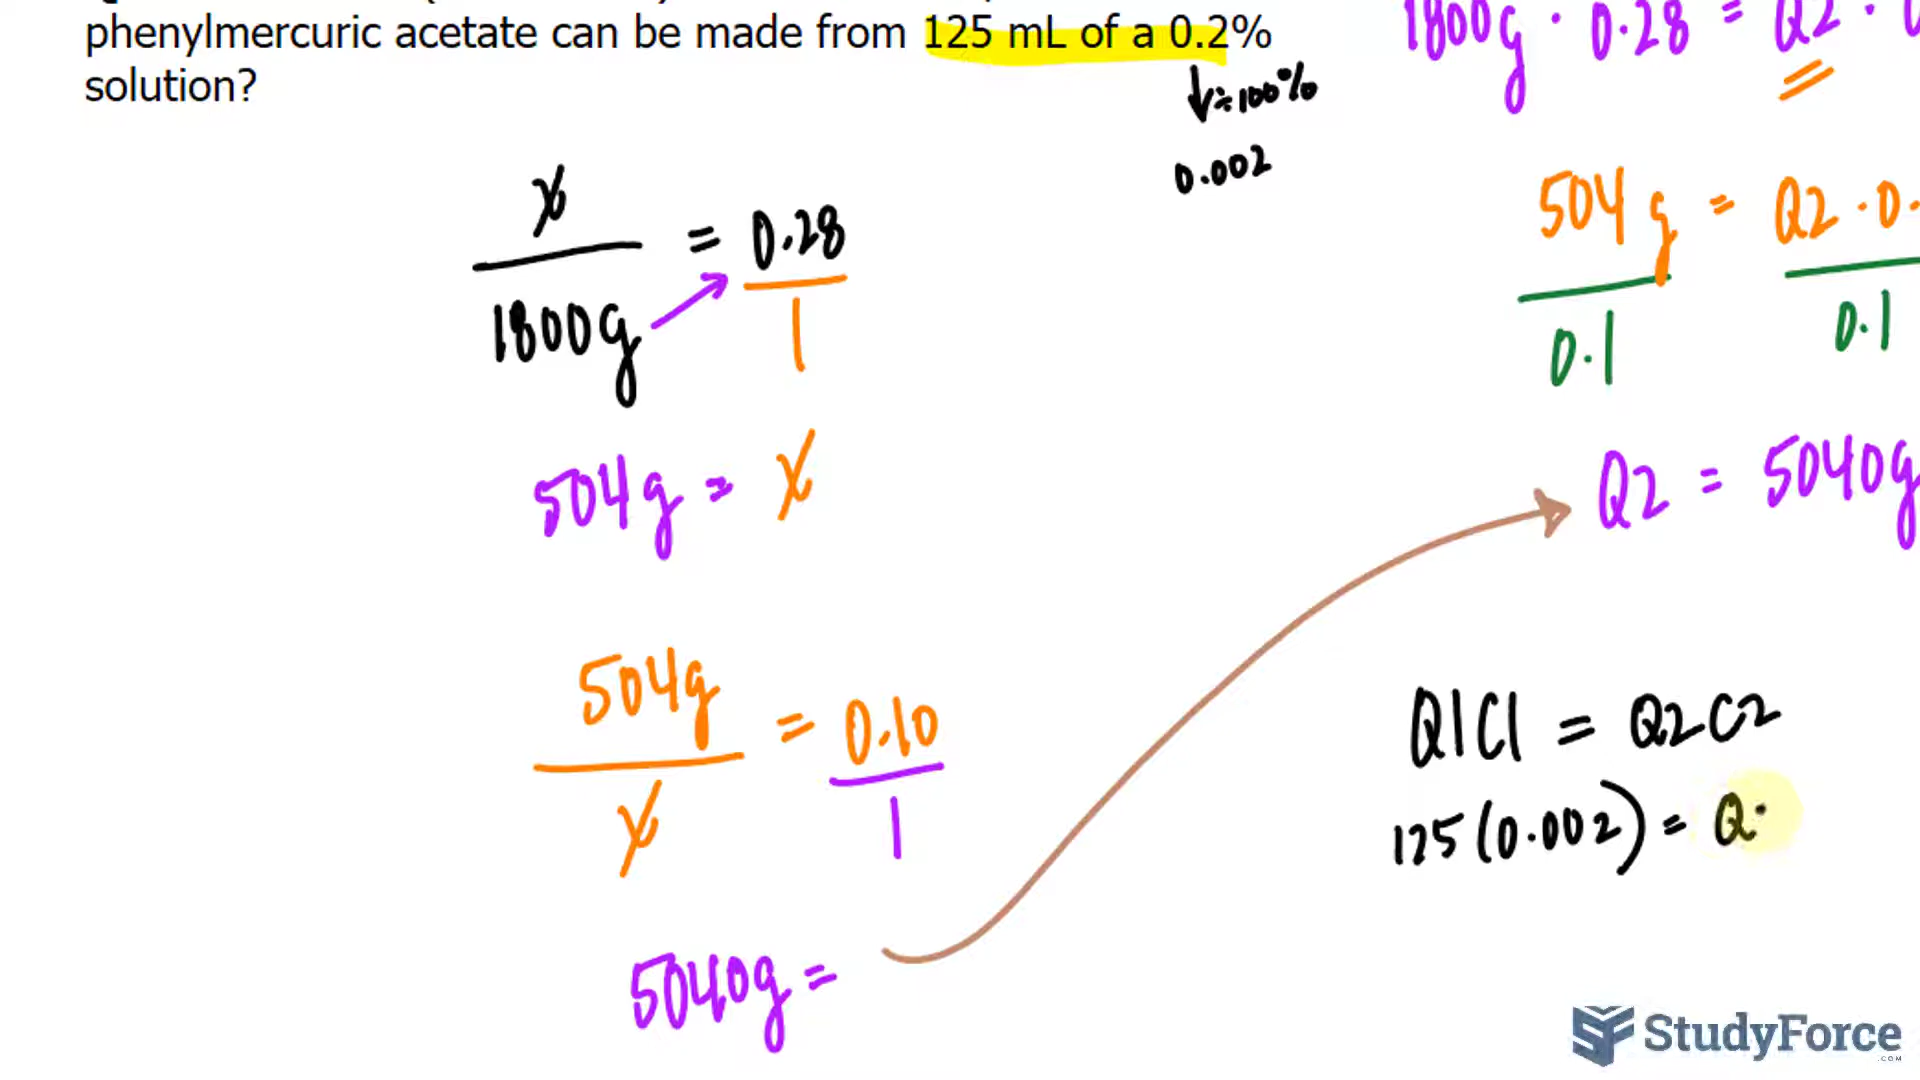 phenylmercuric acetate can be made from 125 mL of a 0.2%
solution?
÷100%
0.002
x
1800g
= 0.28
1
504g = x
504g
x
= 0.10
1
5040g =
1800g · 0.28 = Q2 ·
504g = Q2 · 0.
0.1
0.1
Q2 = 5040g
Q1C1 = Q2C2
125(0.002) = Q
StudyForce
.COM